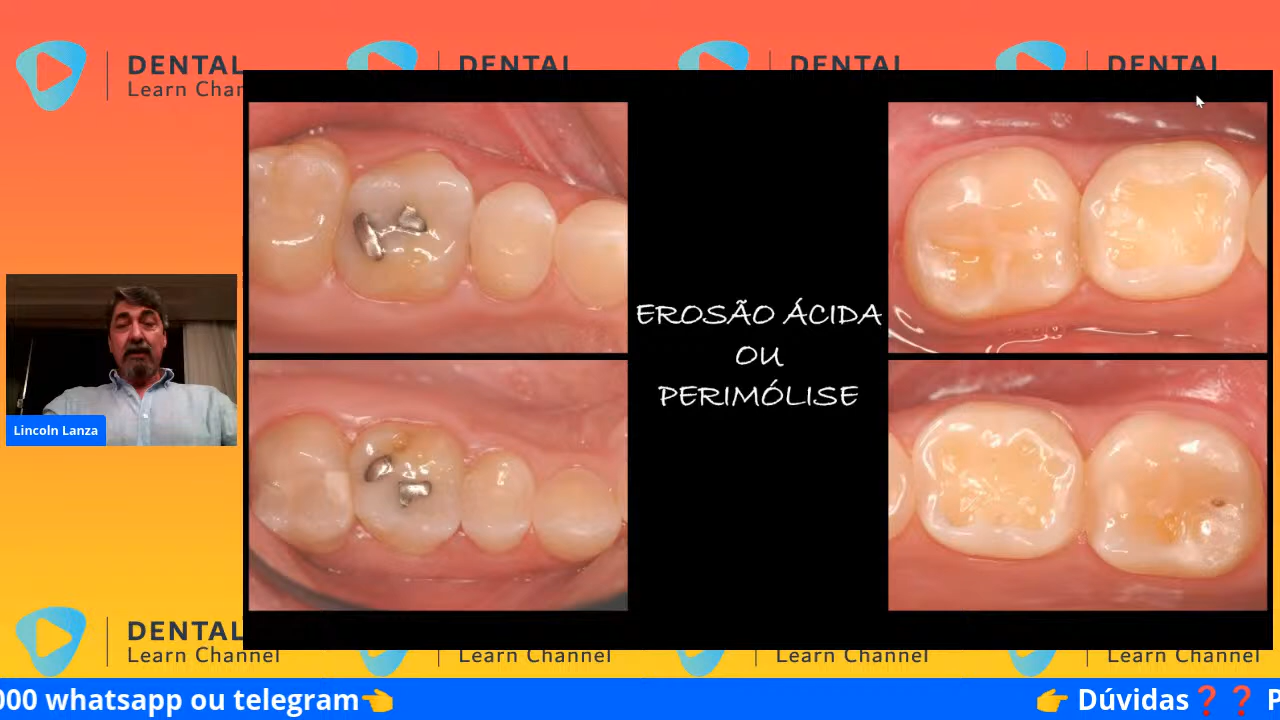 DENTAL
Learn Chan
DENTAL
DENTAL
DENTAL
EROSÃO ÁCIDA
OU
PERIMÓLISE
Lincoln Lanza
DENTAL
Learn Channel
Learn Channel
Learn Channel
Learn Channel
000 whatsapp ou telegram👈
👉 Dúvidas❓❓ P